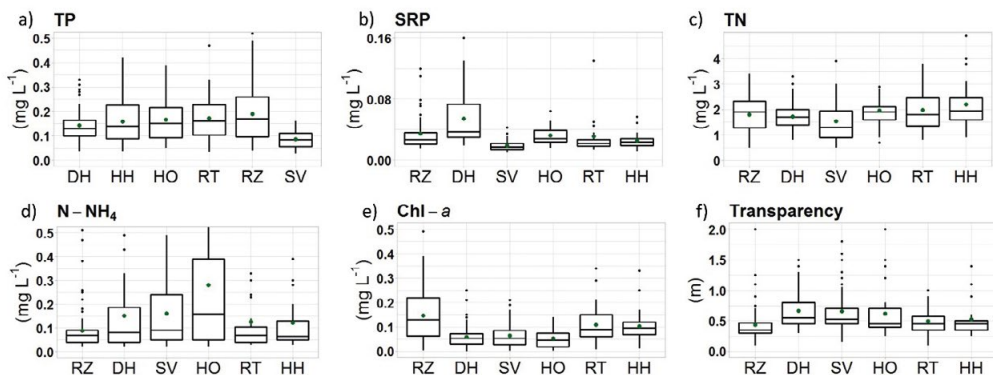 a) TP
(mg L⁻¹)
0.5
0.4
0.3
0.2
0.1
0.0
DH HH HO RT RZ SV
b) SRP
(mg L⁻¹)
0.16
0.08
0.00
RZ DH SV HO RT HH
c) TN
(mg L⁻¹)
4
3
2
1
0
RZ DH SV HO RT HH
d) N – NH₄
(mg L⁻¹)
0.5
0.4
0.3
0.2
0.1
0.0
RZ DH SV HO RT HH
e) Chl – a
(mg L⁻¹)
0.5
0.4
0.3
0.2
0.1
0.0
RZ DH SV HO RT HH
f) Transparency
(m)
2.0
1.5
1.0
0.5
0.0
RZ DH SV HO RT HH